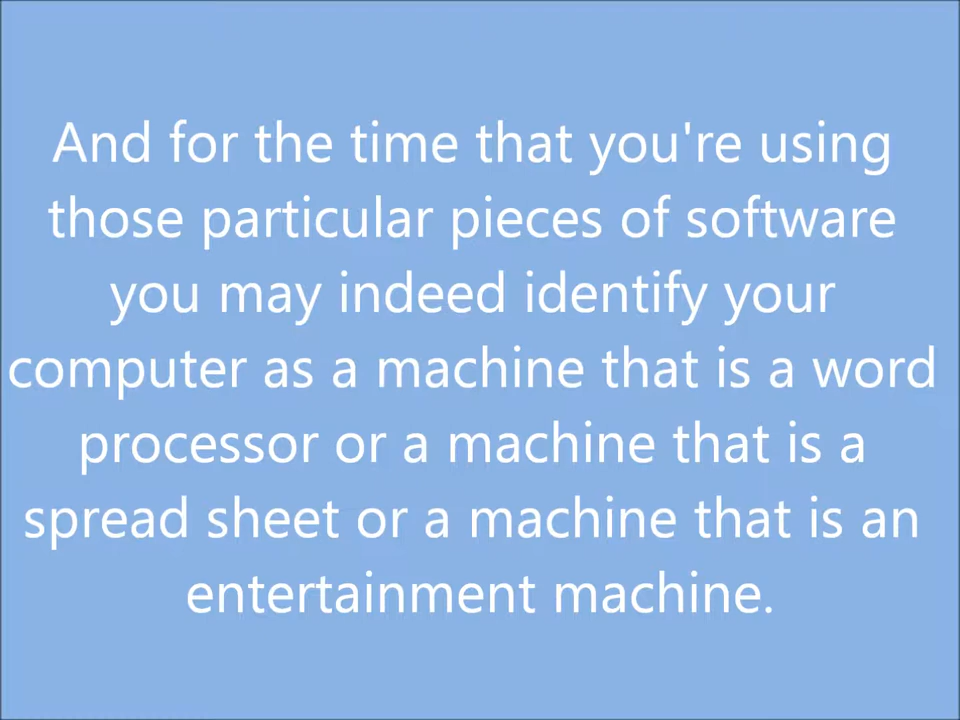 And for the time that you're using
those particular pieces of software
you may indeed identify your
computer as a machine that is a word
processor or a machine that is a
spread sheet or a machine that is an
entertainment machine.